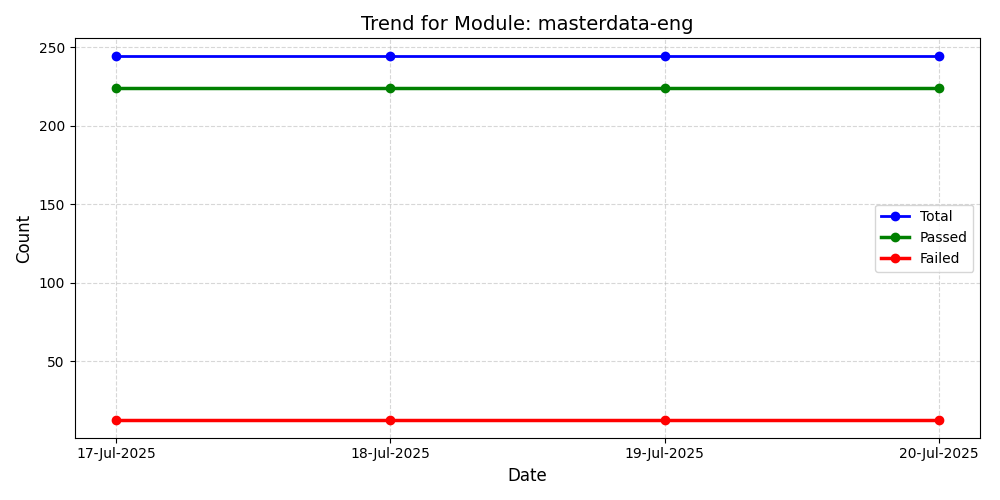 Trend for Module: masterdata-eng
250
200
150
100
50
Count
Total
Passed
Failed
17-Jul-2025
18-Jul-2025
19-Jul-2025
20-Jul-2025
Date